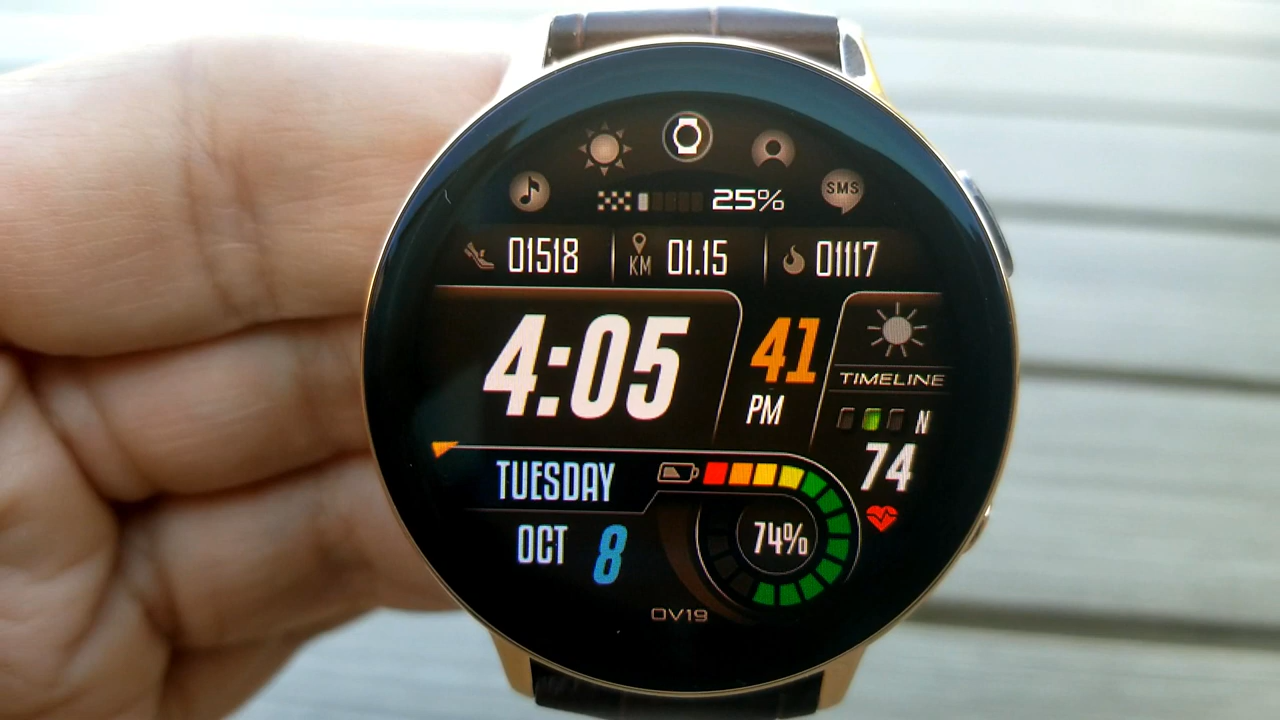 SMS
25%
01518
KM 01.15
01117
4:05 41 PM
TIMELINE
N
74
TUESDAY
OCT 8
74%
OV19